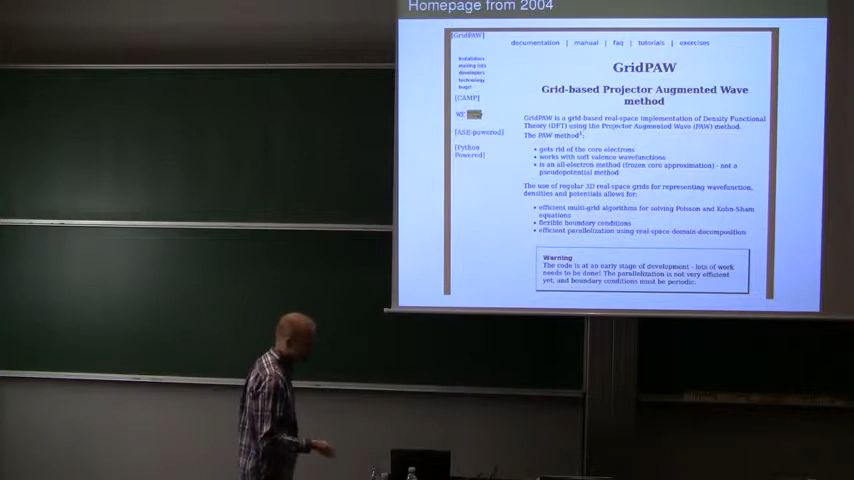 Homepage from 2004
[GridPAW]
documentation | manual | faq | tutorials | exercises
installation
mailing lists
developers
technology
bugs!
[CAMP]
[ASE-powered]
[Python
Powered]
GridPAW
Grid-based Projector Augmented Wave
method
GridPAW is a grid-based real-space implementation of Density Functional
Theory (DFT) using the Projector Augmented Wave (PAW) method.
The PAW method¹:
• gets rid of the core electrons
• works with soft valence wavefunctions
• is an all-electron method (frozen core approximation) - not a
pseudopotential method
The use of regular 3D real-space grids for representing wavefunction,
densities and potentials allows for:
• efficient multi-grid algorithms for solving Poisson and Kohn-Sham
equations
• flexible boundary conditions
• efficient parallelization using real-space domain-decomposition
Warning
The code is at an early stage of development - lots of work
needs to be done! The parallelization is not very efficient
yet, and boundary conditions must be periodic.